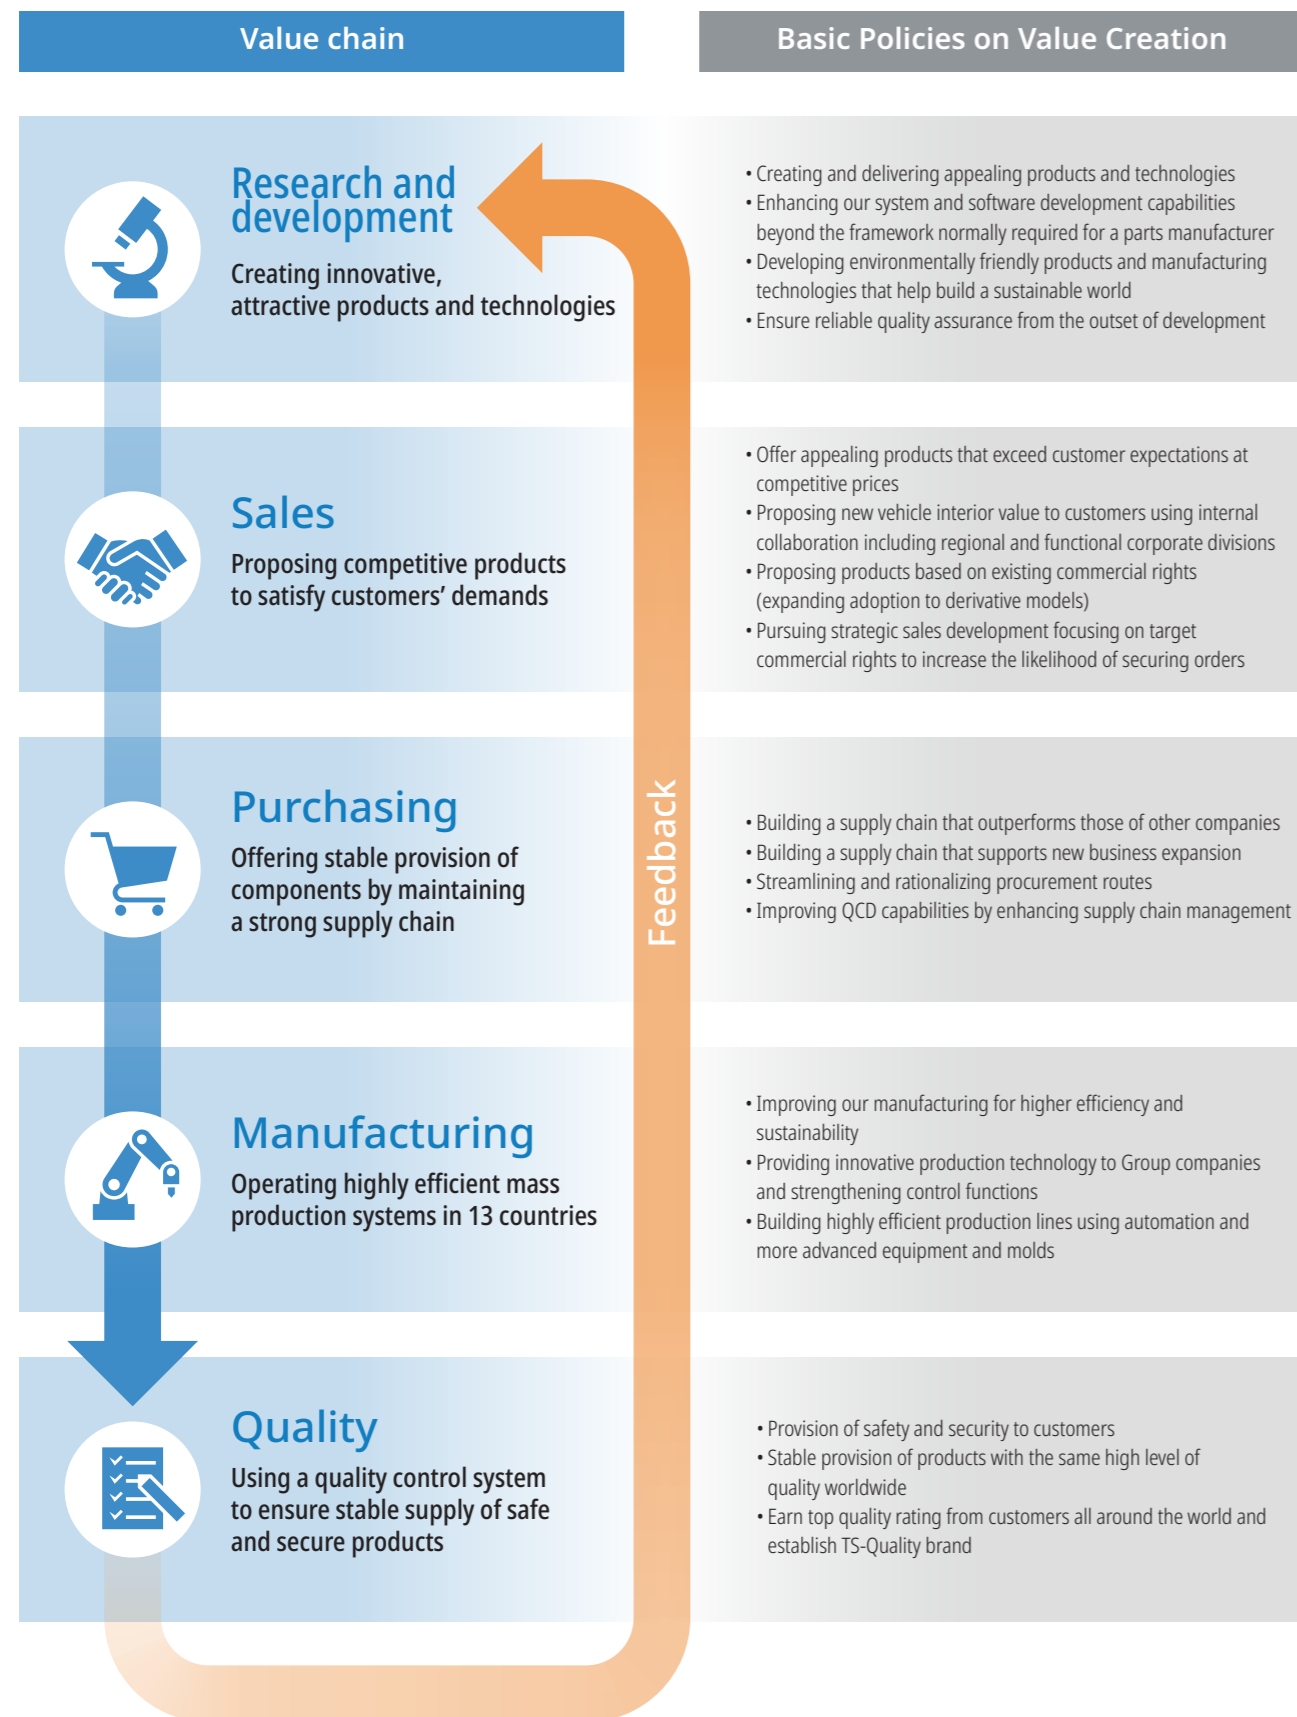 Value chain
Basic Policies on Value Creation
Research and
development
Creating innovative,
attractive products and technologies
• Creating and delivering appealing products and technologies
• Enhancing our system and software development capabilities
beyond the framework normally required for a parts manufacturer
• Developing environmentally friendly products and manufacturing
technologies that help build a sustainable world
• Ensure reliable quality assurance from the outset of development
Sales
Proposing competitive products
to satisfy customers’ demands
• Offer appealing products that exceed customer expectations at
competitive prices
• Proposing new vehicle interior value to customers using internal
collaboration including regional and functional corporate divisions
• Proposing products based on existing commercial rights
(expanding adoption to derivative models)
• Pursuing strategic sales development focusing on target
commercial rights to increase the likelihood of securing orders
Purchasing
Offering stable provision of
components by maintaining
a strong supply chain
Feedback
• Building a supply chain that outperforms those of other companies
• Building a supply chain that supports new business expansion
• Streamlining and rationalizing procurement routes
• Improving QCD capabilities by enhancing supply chain management
Manufacturing
Operating highly efficient mass
production systems in 13 countries
• Improving our manufacturing for higher efficiency and
sustainability
• Providing innovative production technology to Group companies
and strengthening control functions
• Building highly efficient production lines using automation and
more advanced equipment and molds
Quality
Using a quality control system
to ensure stable supply of safe
and secure products
• Provision of safety and security to customers
• Stable provision of products with the same high level of
quality worldwide
• Earn top quality rating from customers all around the world and
establish TS-Quality brand